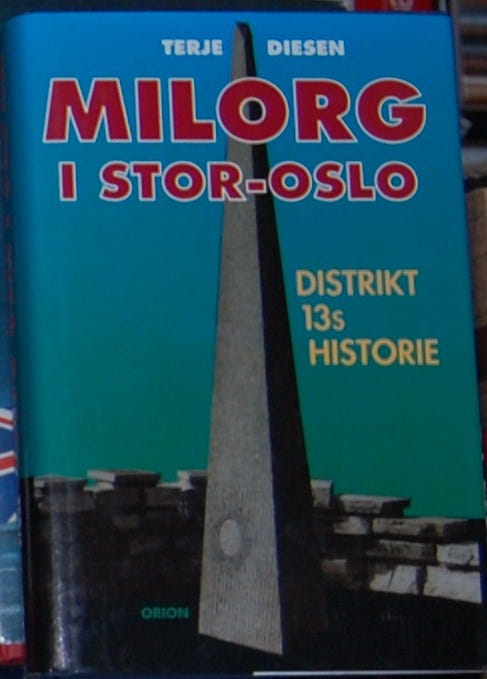 TERJE DIESEN
MILORG
I STOR-OSLO
DISTRIKT
13s
HISTORIE
ORION